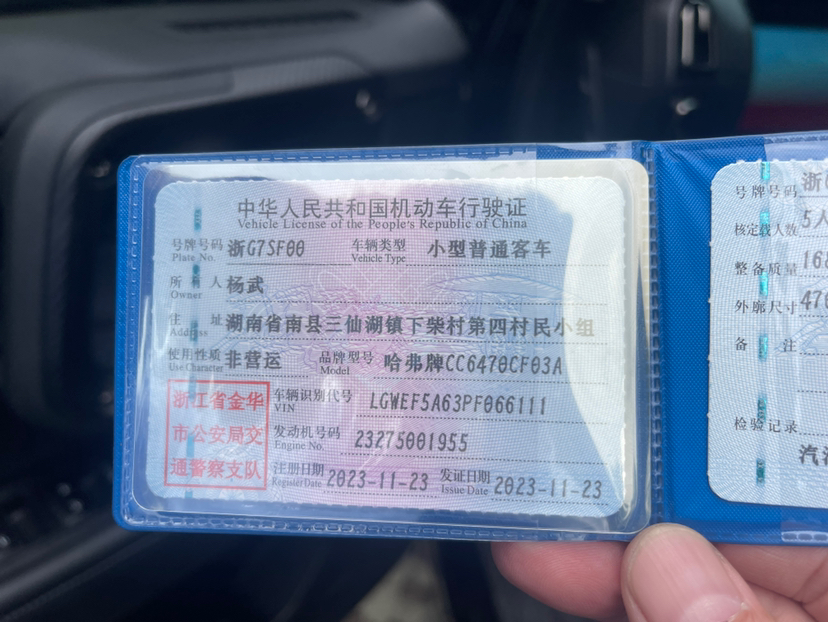 中华人民共和国机动车行驶证
Vehicle License of the People's Republic of China
号牌号码 浙G7SF00 车辆类型 小型普通客车
Plate No. Vehicle Type
所有人 杨武
Owner
住址 湖南省南县三仙湖镇下柴村第四村民小组
Address
使用性质 非营运 品牌型号 哈弗牌CC6470CF03A
Use Character Model
浙江省金华
市公安局交
通警察支队
车辆识别代号 LGWEF5A63PF066111
VIN
发动机号码 23275001955
Engine No.
注册日期 2023-11-23 发证日期 2023-11-23
Register Date Issue Date
号牌号码 浙
核定载人数 5人
整备质量 16
外廓尺寸 47
备注
检验记录
汽